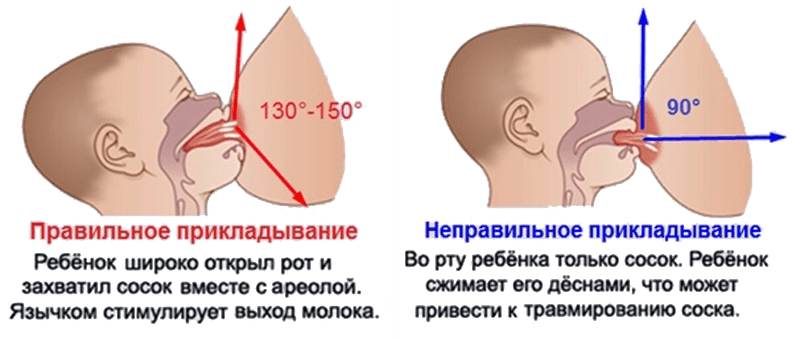 130°-150°
Правильное прикладывание
Ребёнок широко открыл рот и
захватил сосок вместе с ареолой.
Язычком стимулирует выход молока.
90°
Неправильное прикладывание
Во рту ребёнка только сосок. Ребёнок
сжимает его дёснами, что может
привести к травмированию соска.